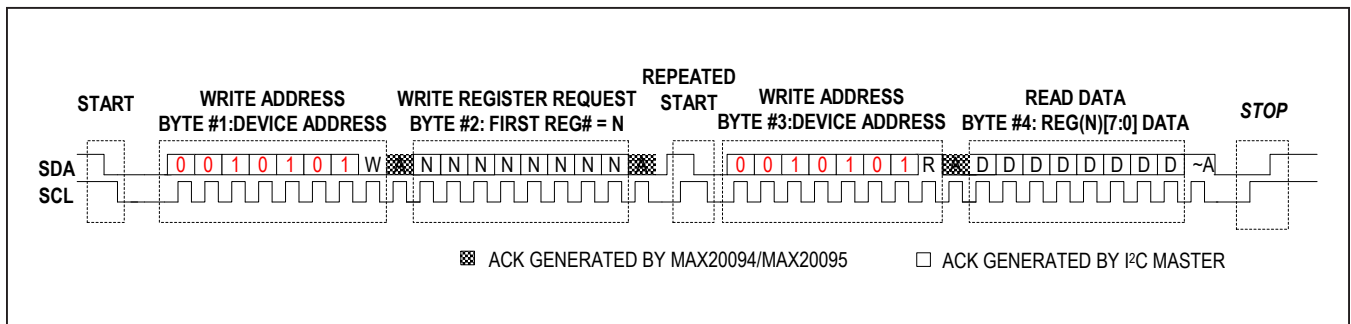 REPEATED
START WRITE ADDRESS WRITE REGISTER REQUEST START WRITE ADDRESS READ DATA STOP
BYTE #1:DEVICE ADDRESS BYTE #2: FIRST REG# = N BYTE #3:DEVICE ADDRESS BYTE #4: REG(N)[7:0] DATA
SDA 0 0 1 0 1 0 1 W A N N N N N N N N A 0 0 1 0 1 0 1 R A D D D D D D D D ~A
SCL
ACK GENERATED BY MAX20094/MAX20095 ACK GENERATED BY I²C MASTER